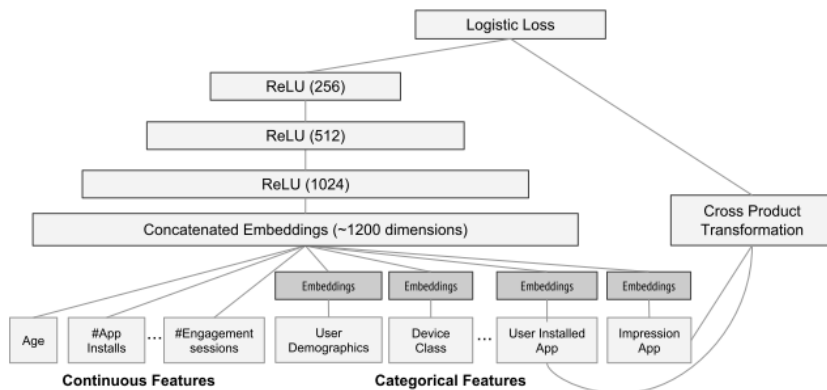 Logistic Loss
ReLU (256)
ReLU (512)
ReLU (1024)
Concatenated Embeddings (~1200 dimensions)
Cross Product
Transformation
Embeddings
Embeddings
Embeddings
Embeddings
Age
#App
Installs
...
#Engagement
sessions
User
Demographics
Device
Class
...
User Installed
App
Impression
App
Continuous Features
Categorical Features